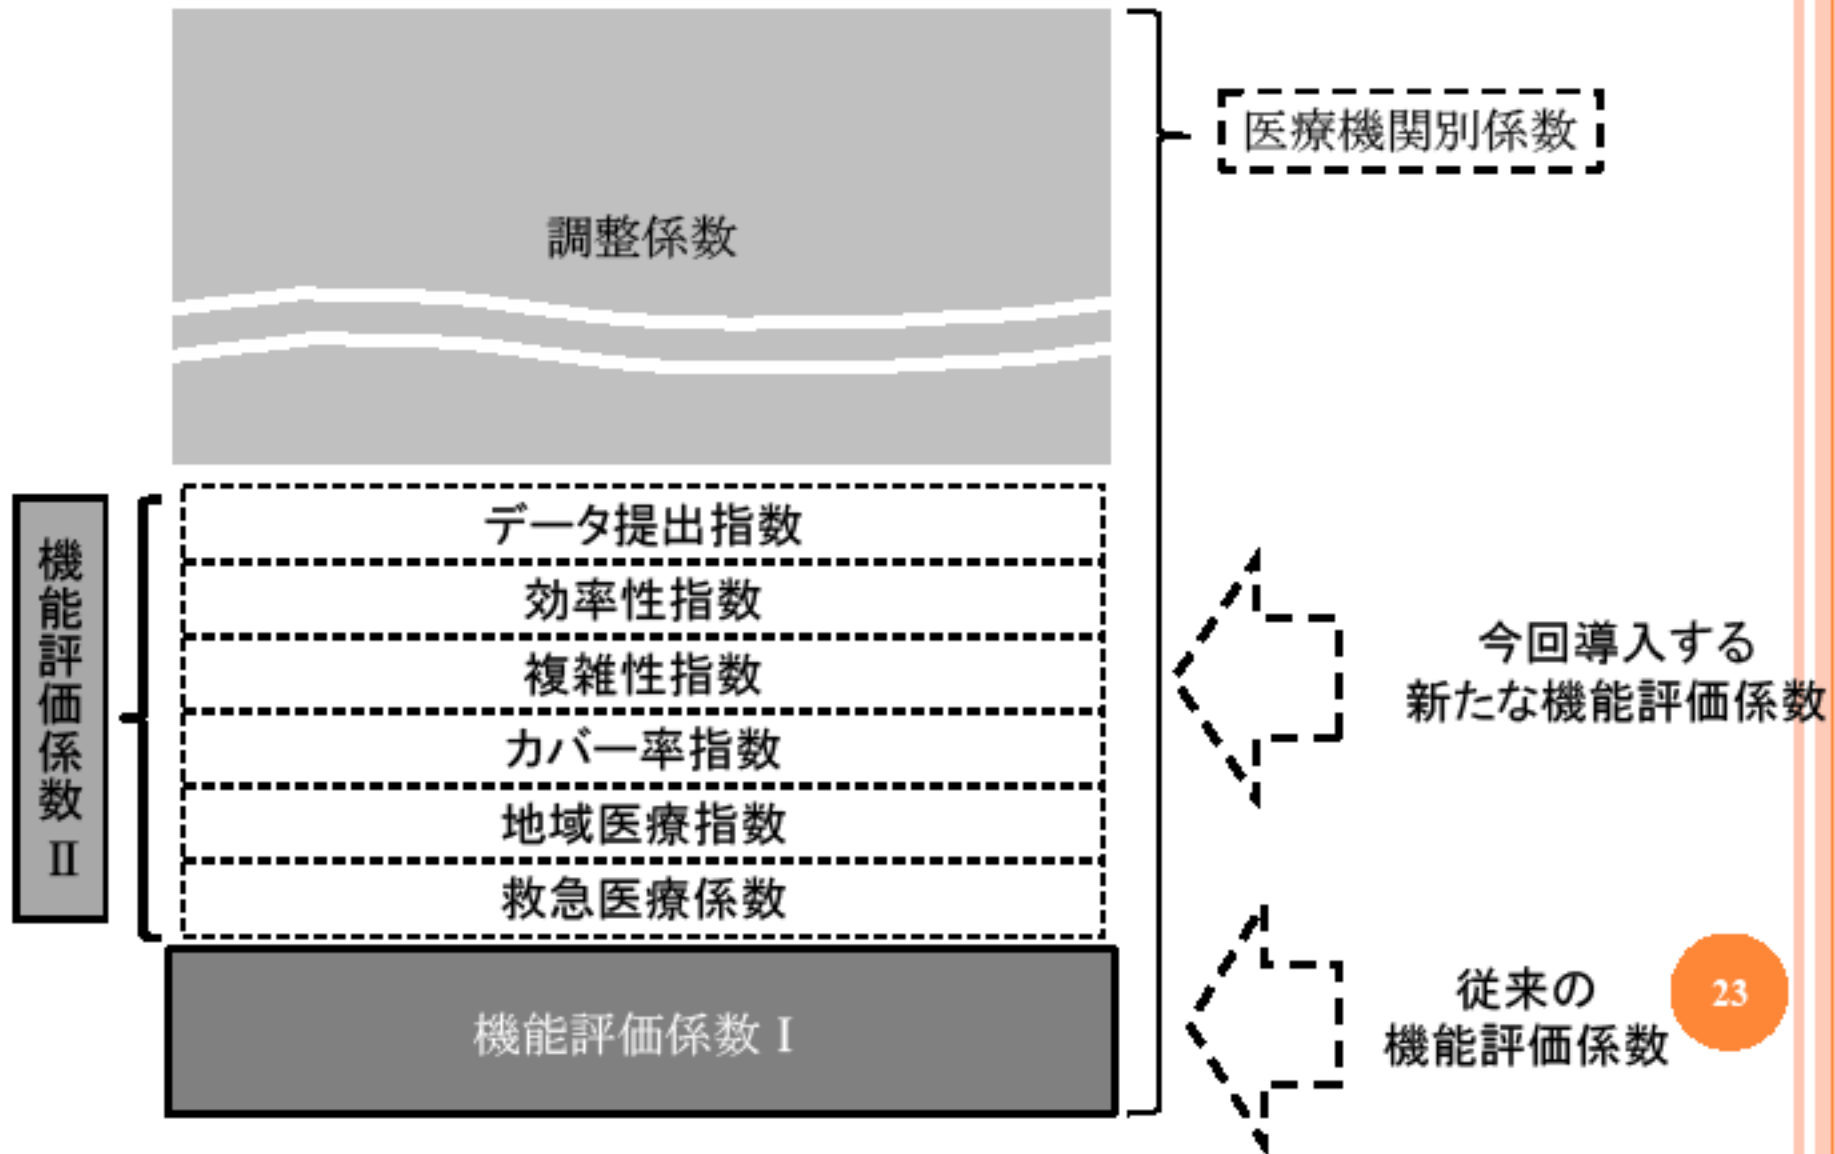 医療機関別係数
調整係数
機能評価係数Ⅱ
データ提出指数
効率性指数
複雑性指数
カバー率指数
地域医療指数
救急医療係数
今回導入する
新たな機能評価係数
機能評価係数Ⅰ
従来の
機能評価係数
23